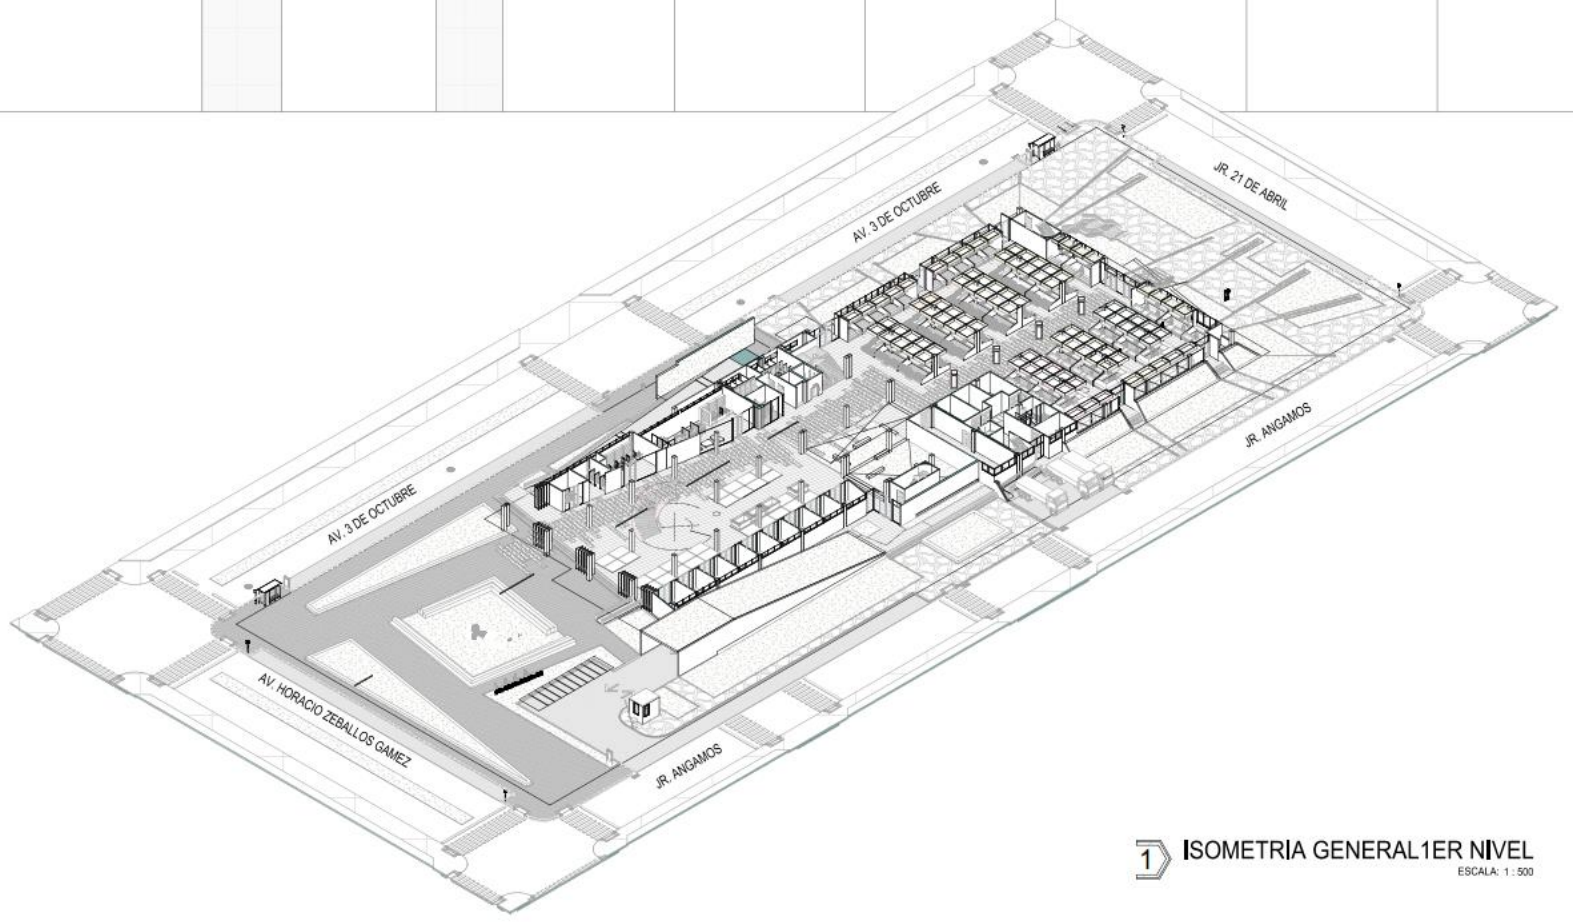 JR. 21 DE ABRIL
AV. 3 DE OCTUBRE
JR. ANGAMOS
AV. 3 DE OCTUBRE
AV. HORACIO ZEBALLOS GAMEZ
JR. ANGAMOS
1 ISOMETRIA GENERAL1ER NIVEL
ESCALA: 1 : 500